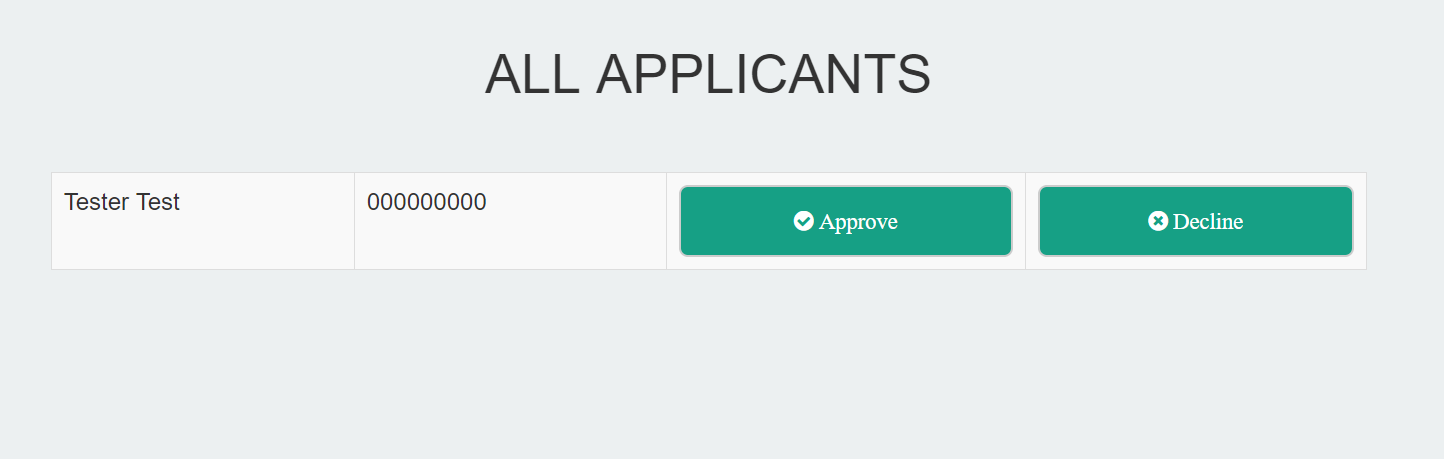 ALL APPLICANTS
Tester Test 000000000 Approve Decline